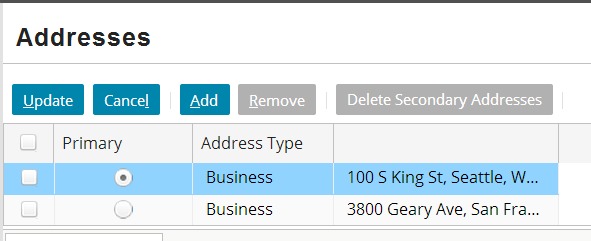 Addresses
Update Cancel Add Remove Delete Secondary Addresses
Primary Address Type
Business 100 S King St, Seattle, W...
Business 3800 Geary Ave, San Fra...